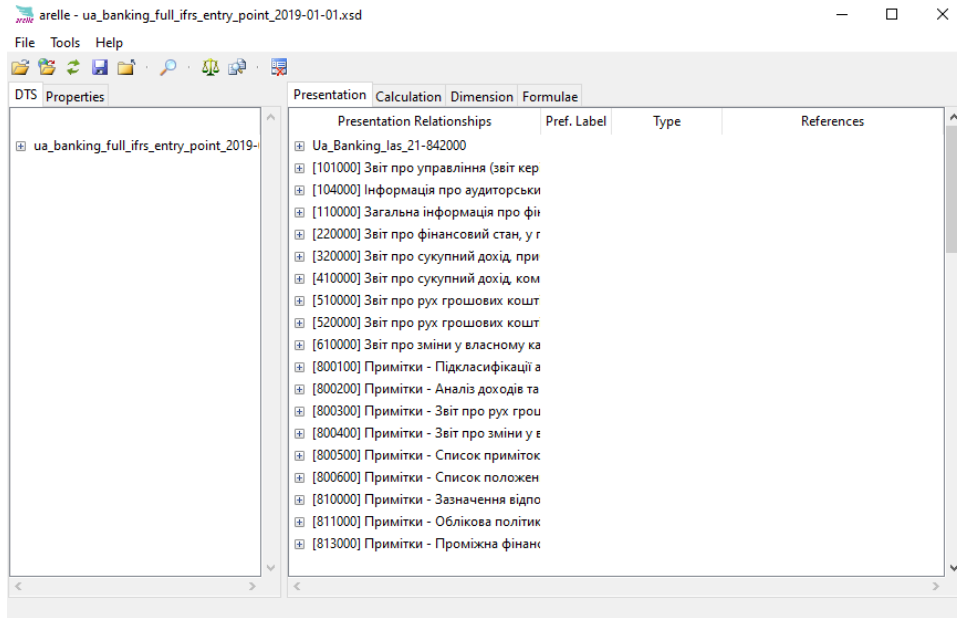 arelle - ua_banking_full_ifrs_entry_point_2019-01-01.xsd
File Tools Help
DTS Properties
Presentation Calculation Dimension Formulae
Presentation Relationships Pref. Label Type References
ua_banking_full_ifrs_entry_point_2019-
Ua_Banking_Ias_21-842000
[101000] Звіт про управління (звіт кер
[104000] Інформація про аудиторськи
[110000] Загальна інформація про фін
[220000] Звіт про фінансовий стан, у п
[320000] Звіт про сукупний дохід, при
[410000] Звіт про сукупний дохід, ком
[510000] Звіт про рух грошових кошт
[520000] Звіт про рух грошових кошт
[610000] Звіт про зміни у власному ка
[800100] Примітки - Підкласифікації а
[800200] Примітки - Аналіз доходів та
[800300] Примітки - Звіт про рух грош
[800400] Примітки - Звіт про зміни у в
[800500] Примітки - Список приміток
[800600] Примітки - Список положен
[810000] Примітки - Зазначення відпо
[811000] Примітки - Облікова політик
[813000] Примітки - Проміжна фінанс